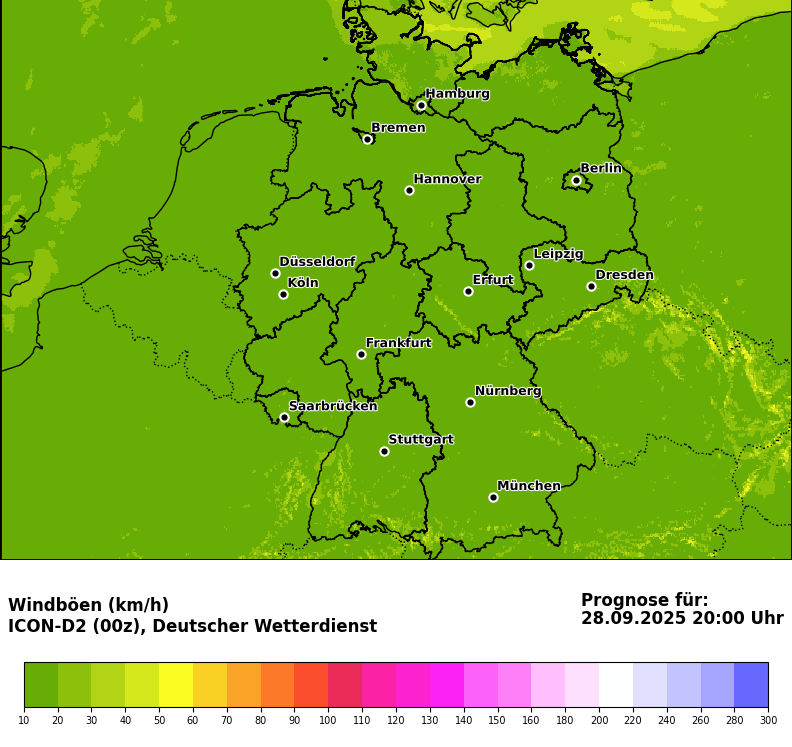 Hamburg
Bremen
Hannover
Berlin
Düsseldorf
Köln
Leipzig
Erfurt
Dresden
Frankfurt
Nürnberg
Saarbrücken
Stuttgart
München
Windböen (km/h)
ICON-D2 (00z), Deutscher Wetterdienst
Prognose für:
28.09.2025 20:00 Uhr
10 20 30 40 50 60 70 80 90 100 110 120 130 140 150 160 180 200 220 240 260 280 300